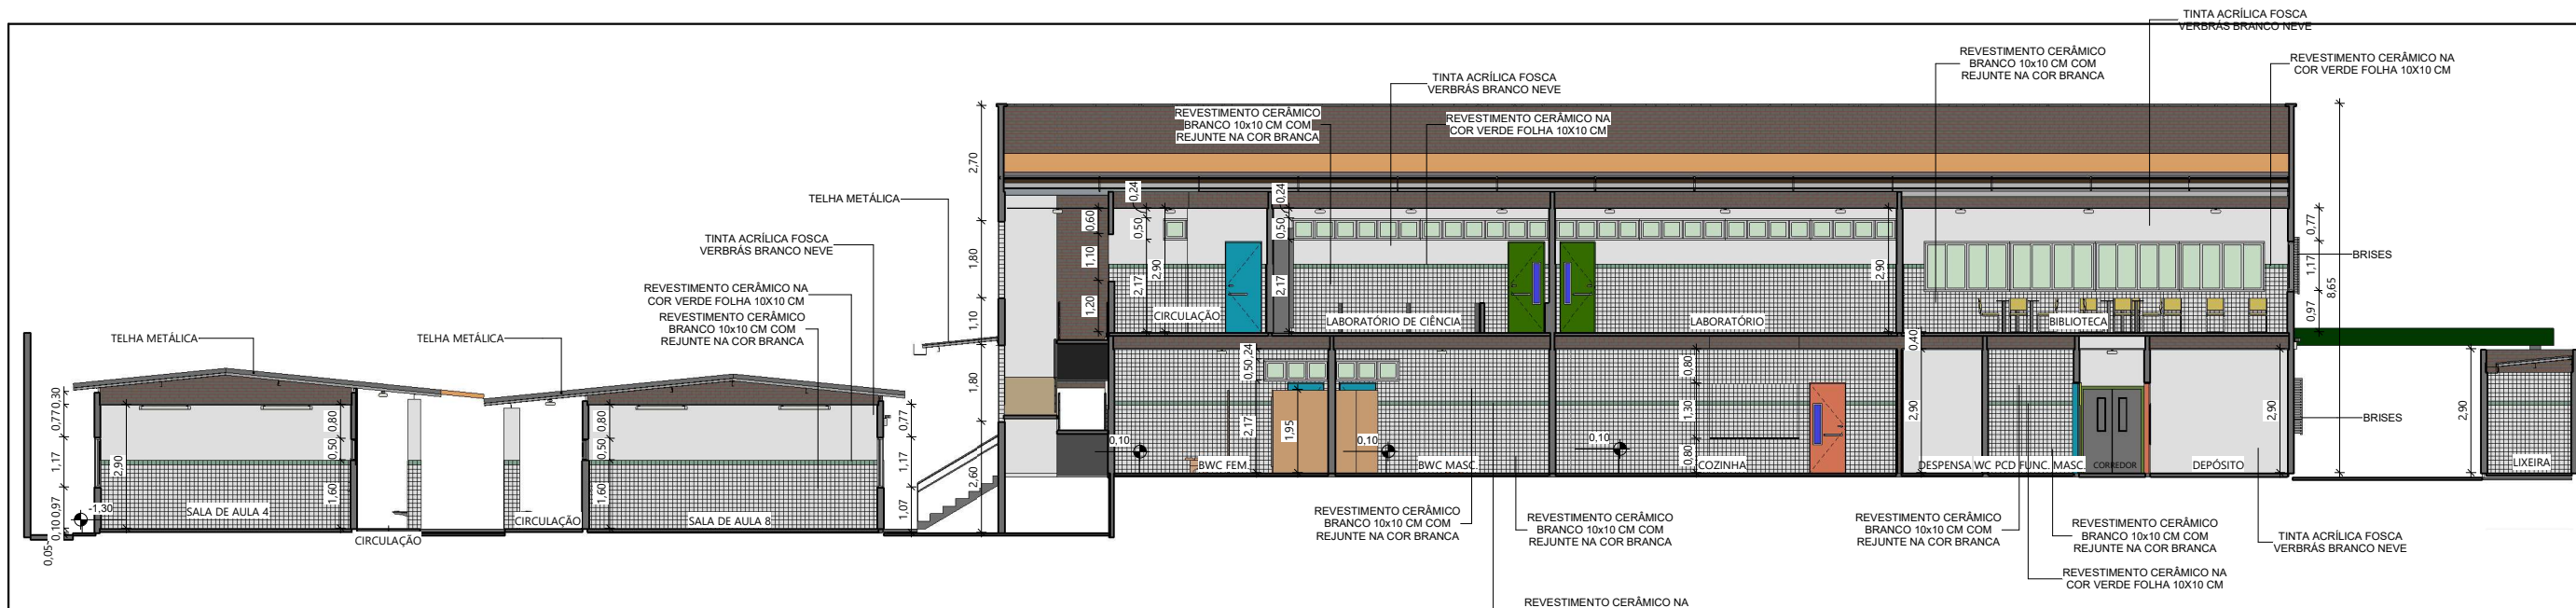 TINTA ACRÍLICA FOSCA
VERBRÁS BRANCO NEVE
REVESTIMENTO CERÂMICO
BRANCO 10x10 CM COM
REJUNTE NA COR BRANCA
REVESTIMENTO CERÂMICO NA
COR VERDE FOLHA 10X10 CM
TINTA ACRÍLICA FOSCA
VERBRÁS BRANCO NEVE
REVESTIMENTO CERÂMICO
BRANCO 10x10 CM COM
REJUNTE NA COR BRANCA
REVESTIMENTO CERÂMICO NA
COR VERDE FOLHA 10X10 CM
TELHA METÁLICA
TINTA ACRÍLICA FOSCA
VERBRÁS BRANCO NEVE
REVESTIMENTO CERÂMICO NA
COR VERDE FOLHA 10X10 CM
REVESTIMENTO CERÂMICO
BRANCO 10x10 CM COM
REJUNTE NA COR BRANCA
TELHA METÁLICA
TELHA METÁLICA
0,30
0,77
1,17
0,97
0,10
0,05
-1,30
2,90
SALA DE AULA 4
0,80
0,50
1,60
CIRCULAÇÃO
CIRCULAÇÃO
0,80
0,50
1,60
SALA DE AULA 8
0,77
1,17
1,07
2,70
1,80
1,10
1,80
2,60
0,60
1,10
1,20
0,24
0,50
2,17
2,90
CIRCULAÇÃO
0,24
0,50
2,17
LABORATÓRIO DE CIÊNCIA
LABORATÓRIO
2,90
BIBLIOTECA
0,77
1,17
0,97
8,65
BRISES
BRISES
0,10
BWC FEM.
0,24
0,50
2,17
1,95
0,10
BWC MASC.
0,10
0,80
1,30
0,80
COZINHA
0,40
2,90
DESPENSA
WC PCD FUNC. MASC.
CORREDOR
DEPÓSITO
2,90
2,90
LIXEIRA
REVESTIMENTO CERÂMICO
BRANCO 10x10 CM COM
REJUNTE NA COR BRANCA
REVESTIMENTO CERÂMICO
BRANCO 10x10 CM COM
REJUNTE NA COR BRANCA
REVESTIMENTO CERÂMICO
BRANCO 10x10 CM COM
REJUNTE NA COR BRANCA
REVESTIMENTO CERÂMICO
BRANCO 10x10 CM COM
REJUNTE NA COR BRANCA
TINTA ACRÍLICA FOSCA
VERBRÁS BRANCO NEVE
REVESTIMENTO CERÂMICO NA
COR VERDE FOLHA 10X10 CM
REVESTIMENTO CERÂMICO NA